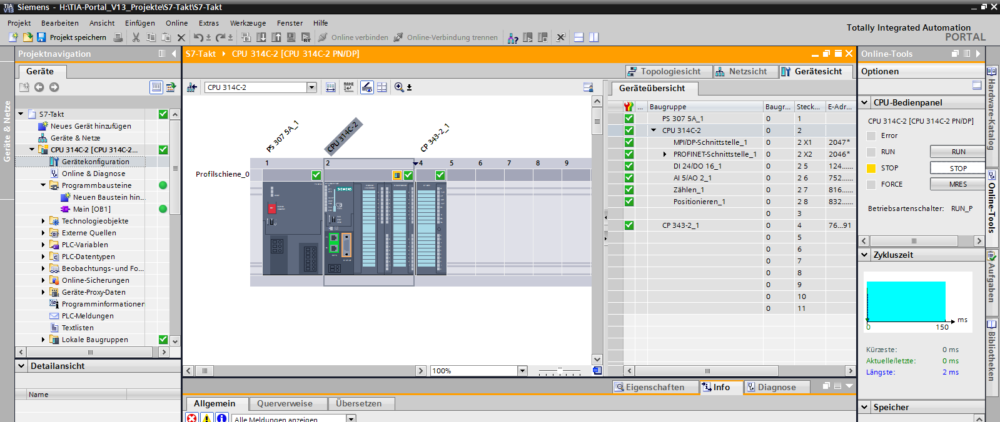 Siemens - H:\TIA-Portal_V13_Projekte\S7-Takt\S7-Takt
Projekt Bearbeiten Ansicht Einfügen Online Extras Werkzeuge Fenster Hilfe
Totally Integrated Automation
PORTAL
Projekt speichern Online verbinden Online-Verbindung trennen
Projektnavigation
S7-Takt CPU 314C-2 [CPU 314C-2 PN/DP]
Online-Tools
Geräte
Topologiesicht Netzsicht Gerätesicht
Optionen
CPU 314C-2
Geräteübersicht
Geräte & Netze
S7-Takt
Neues Gerät hinzufügen
Geräte & Netze
CPU 314C-2 [CPU 314C-2...
Gerätekonfiguration
Online & Diagnose
Programmbausteine
Neuen Baustein hin...
Main [OB1]
Technologieobjekte
Externe Quellen
PLC-Variablen
PLC-Datentypen
Beobachtungs- und Fo...
Online-Sicherungen
Geräte-Proxy-Daten
Programminformationen
PLC-Meldungen
Textlisten
Lokale Baugruppen
Detailansicht
Name
PS 307 5A_1
CPU 314C-2
CP 343-2_1
1 2 4 5 6 7 8 9
Profilschiene_0
SIEMENS
100%
... Baugruppe Baugr... Steck... E-Adr...
PS 307 5A_1 0 1
CPU 314C-2 0 2
MPI/DP-Schnittstelle_1 0 2 X1 2047*
PROFINET-Schnittstelle_1 0 2 X2 2046*
DI 24/DO 16_1 0 2 5 124......
AI 5/AO 2_1 0 2 6 752......
Zählen_1 0 2 7 816......
Positionieren_1 0 2 8 832......
0 3
CP 343-2_1 0 4 76...91
0 5
0 6
0 7
0 8
0 9
0 10
0 11
CPU-Bedienpanel
CPU 314C-2 [CPU 314C-2 PN/DP]
Error
RUN RUN
STOP STOP
FORCE MRES
Betriebsartenschalter: RUN_P
Zykluszeit
ms
0 150
Kürzeste: 0 ms
Aktuelle/letzte: 0 ms
Längste: 2 ms
Speicher
Hardware-Katalog
Online-Tools
Aufgaben
Bibliotheken
Eigenschaften Info Diagnose
Allgemein Querverweise Übersetzen
Alle Meldungen anzeigen